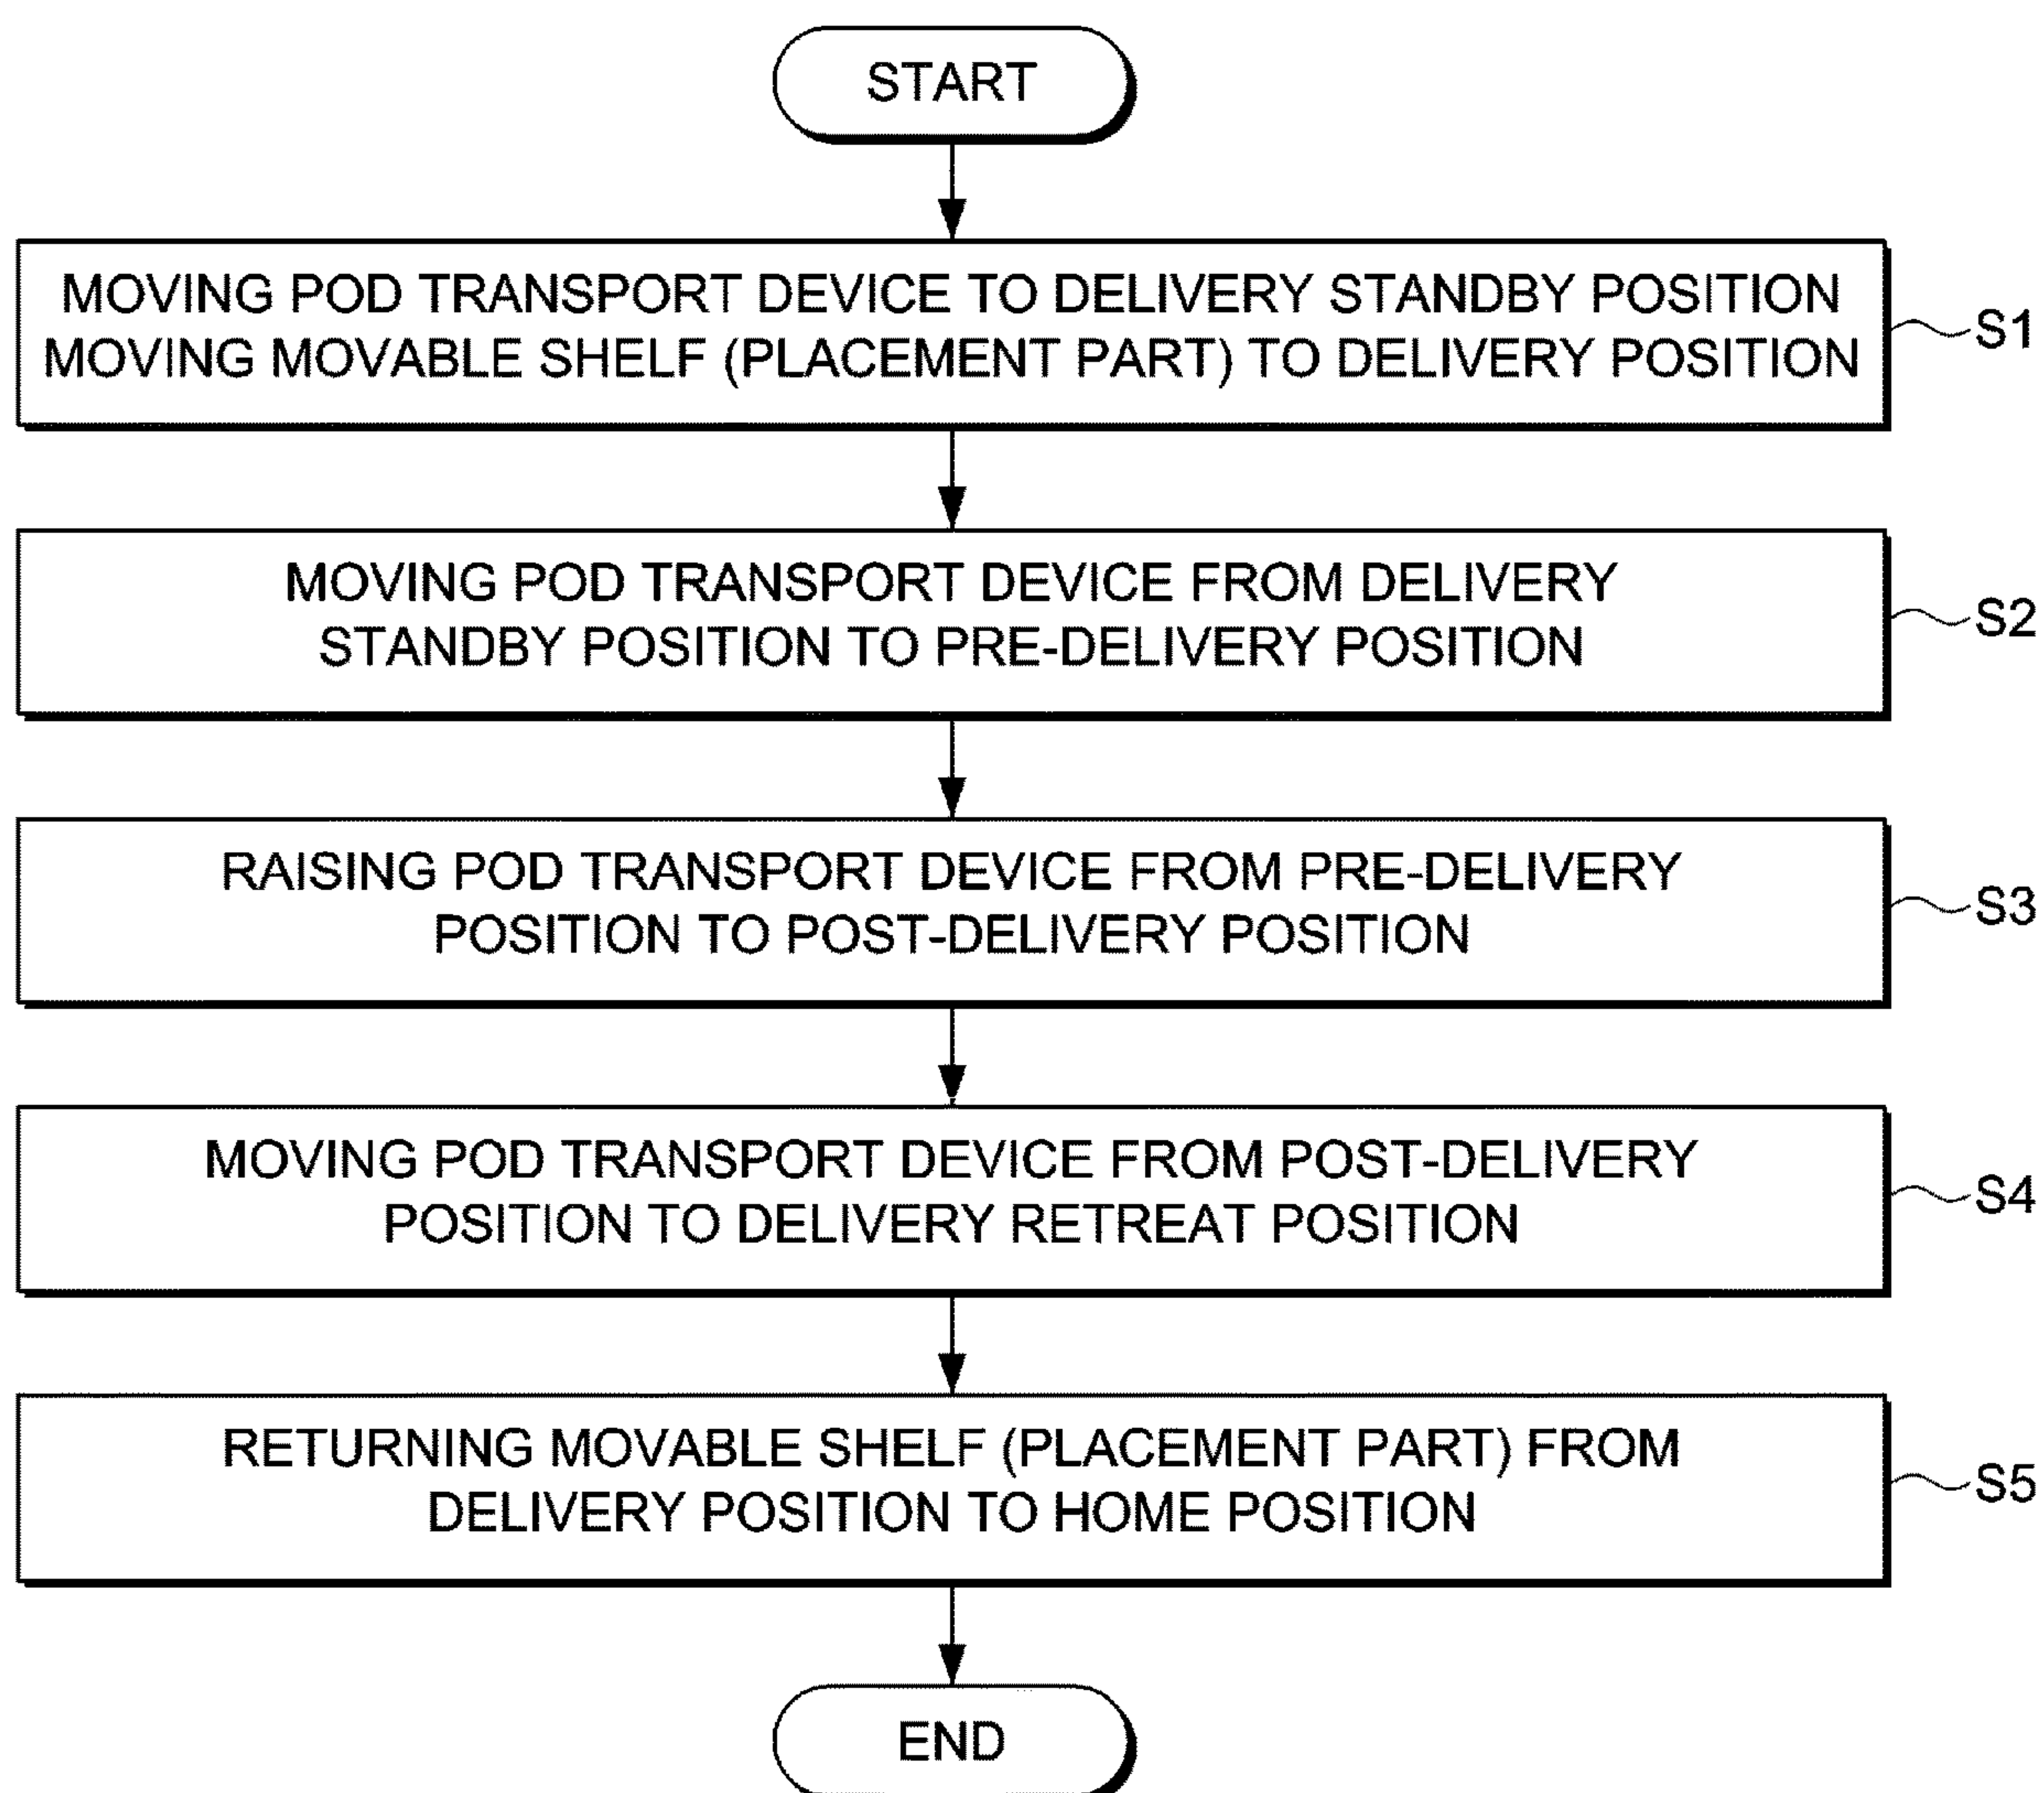 START
MOVING POD TRANSPORT DEVICE TO DELIVERY STANDBY POSITION
MOVING MOVABLE SHELF (PLACEMENT PART) TO DELIVERY POSITION
S1
MOVING POD TRANSPORT DEVICE FROM DELIVERY
STANDBY POSITION TO PRE-DELIVERY POSITION
S2
RAISING POD TRANSPORT DEVICE FROM PRE-DELIVERY
POSITION TO POST-DELIVERY POSITION
S3
MOVING POD TRANSPORT DEVICE FROM POST-DELIVERY
POSITION TO DELIVERY RETREAT POSITION
S4
RETURNING MOVABLE SHELF (PLACEMENT PART) FROM
DELIVERY POSITION TO HOME POSITION
S5
END